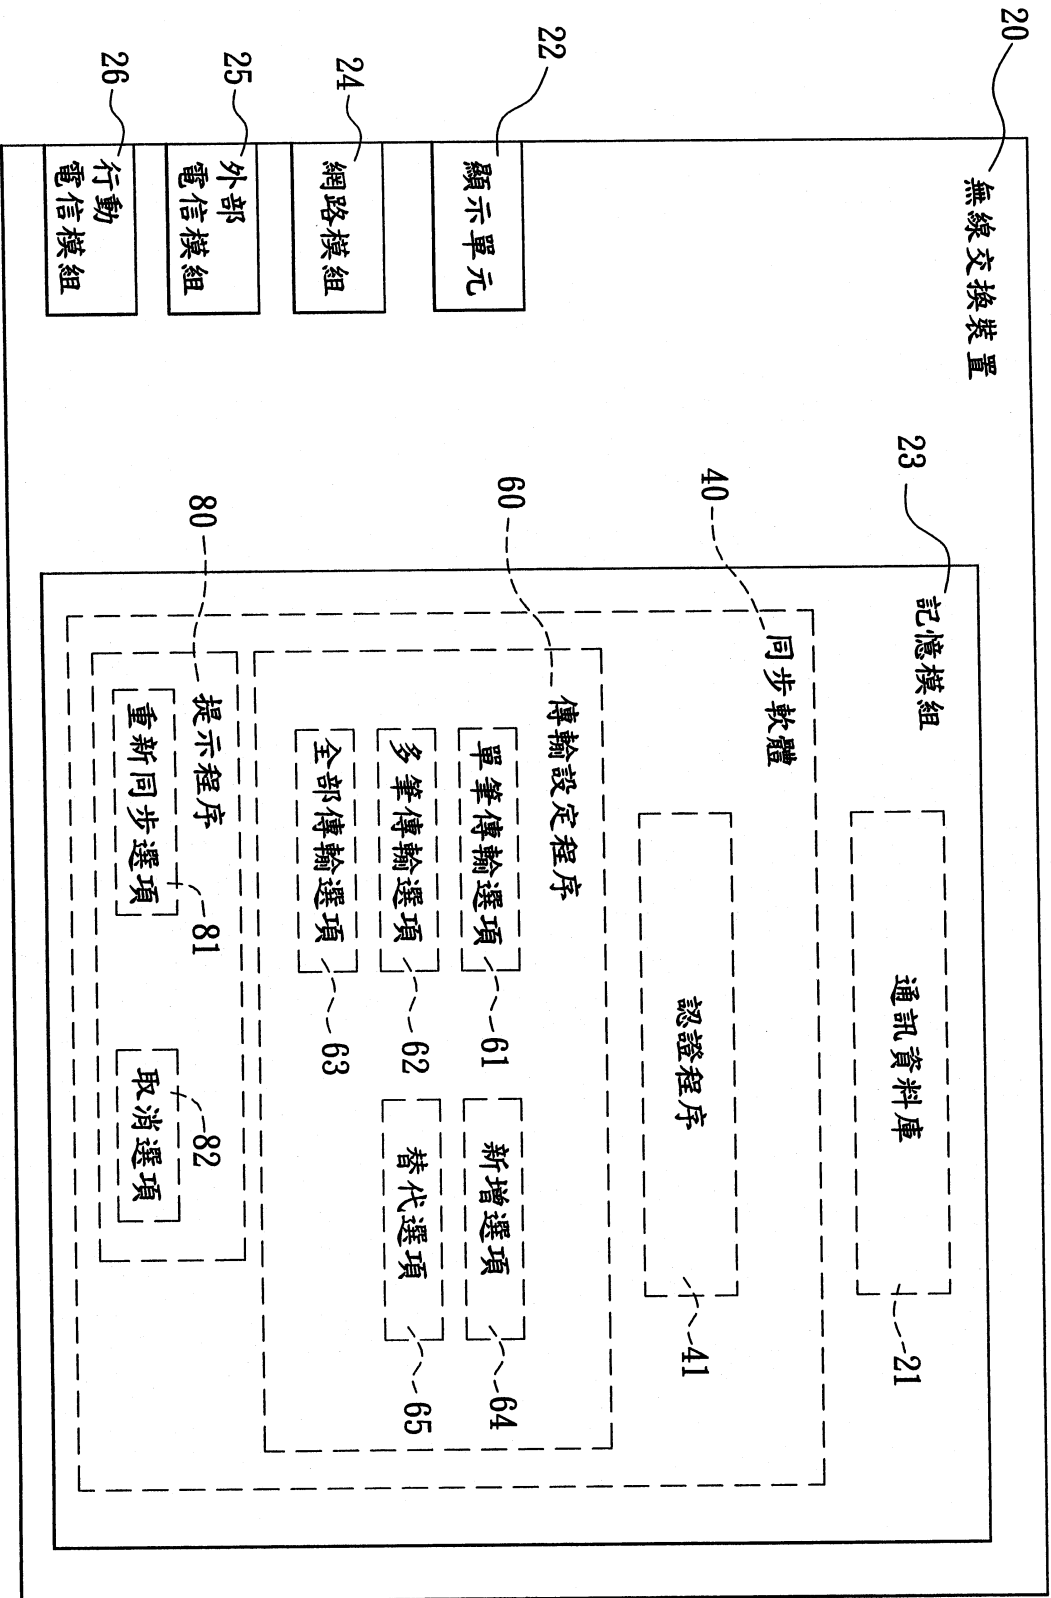 20
無線交換裝置
22
顯示單元
24
網路模組
25
外部
電信模組
26
行動
電信模組
23
記憶模組
通訊資料庫
21
40
同步軟體
認證程序
41
60
傳輸設定程序
單筆傳輸選項
61
多筆傳輸選項
62
全部傳輸選項
63
新增選項
64
替代選項
65
80
提示程序
重新同步選項
81
取消選項
82